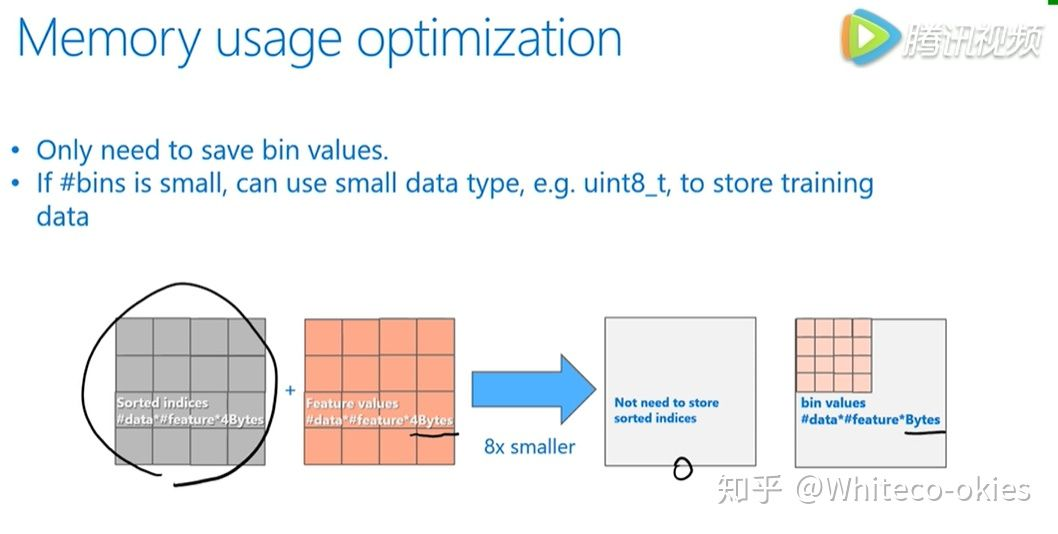 Memory usage optimization
腾讯视频
• Only need to save bin values.
• If #bins is small, can use small data type, e.g. uint8_t, to store training
data
Sorted indices
#data*#feature*4Bytes
+
Feature values
#data*#feature*4Bytes
8x smaller
Not need to store
sorted indices
bin values
#data*#feature*Bytes
知乎 @Whiteco-okies